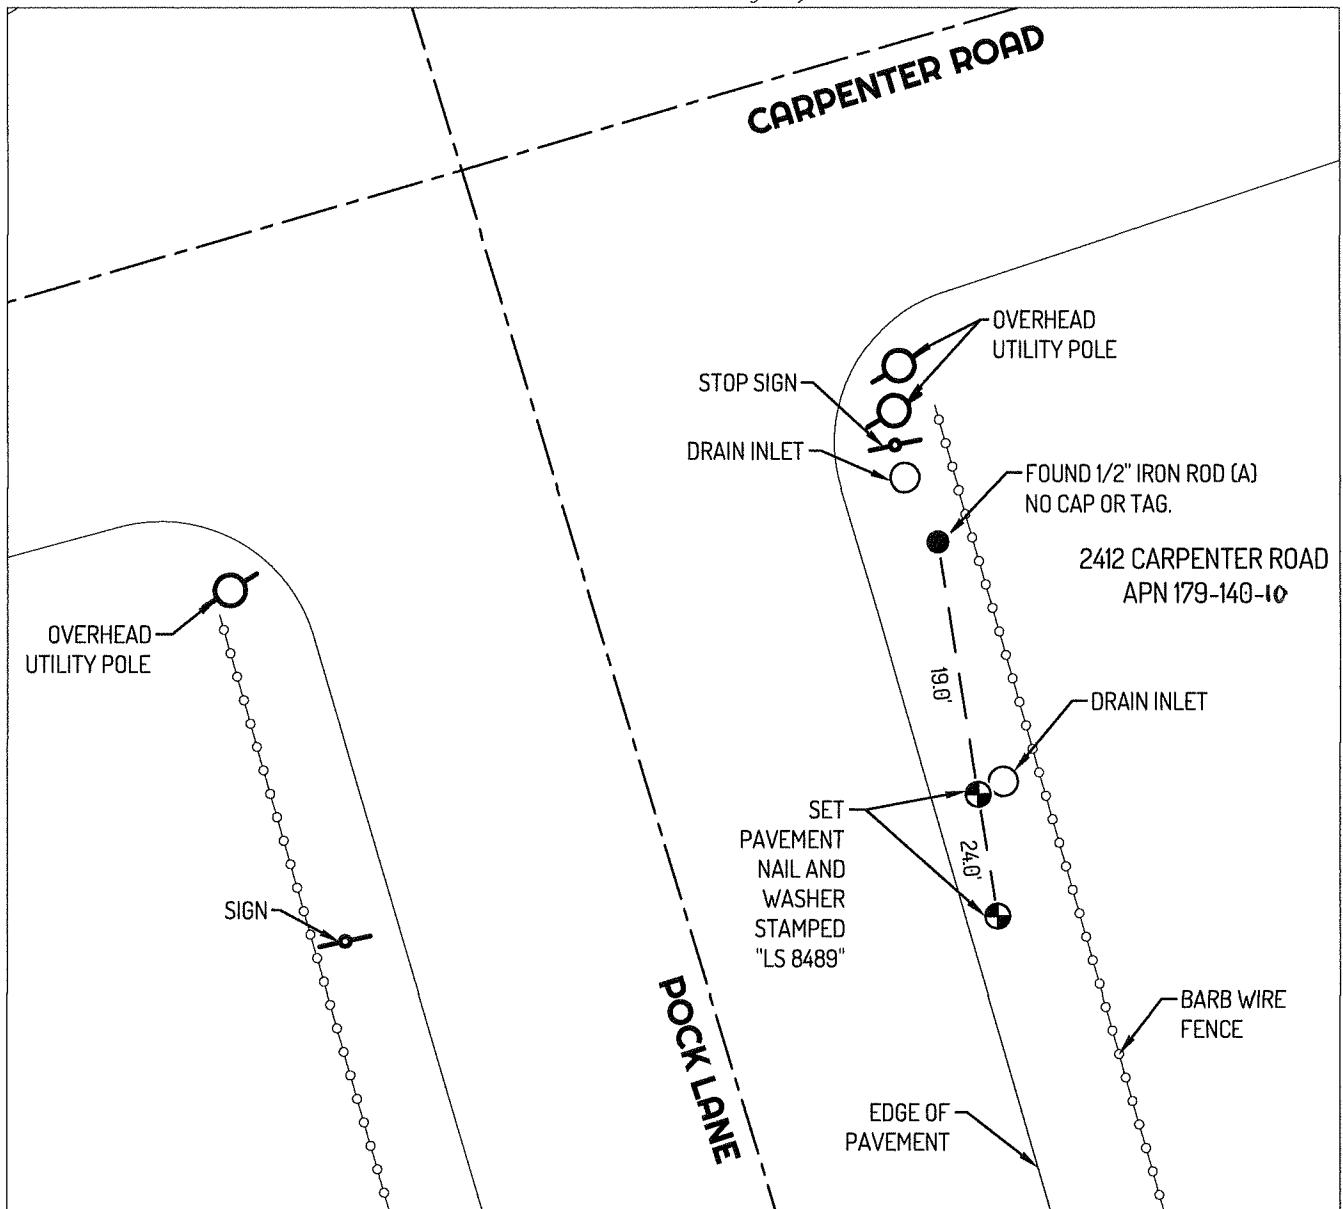 CARPENTER ROAD
OVERHEAD
UTILITY POLE
STOP SIGN
DRAIN INLET
FOUND 1/2" IRON ROD (A)
NO CAP OR TAG.
2412 CARPENTER ROAD
APN 179-140-10
OVERHEAD
UTILITY POLE
19.0'
DRAIN INLET
SET
PAVEMENT
NAIL AND
WASHER
STAMPED
"LS 8489"
24.0'
SIGN
POCK LANE
BARB WIRE
FENCE
EDGE OF
PAVEMENT